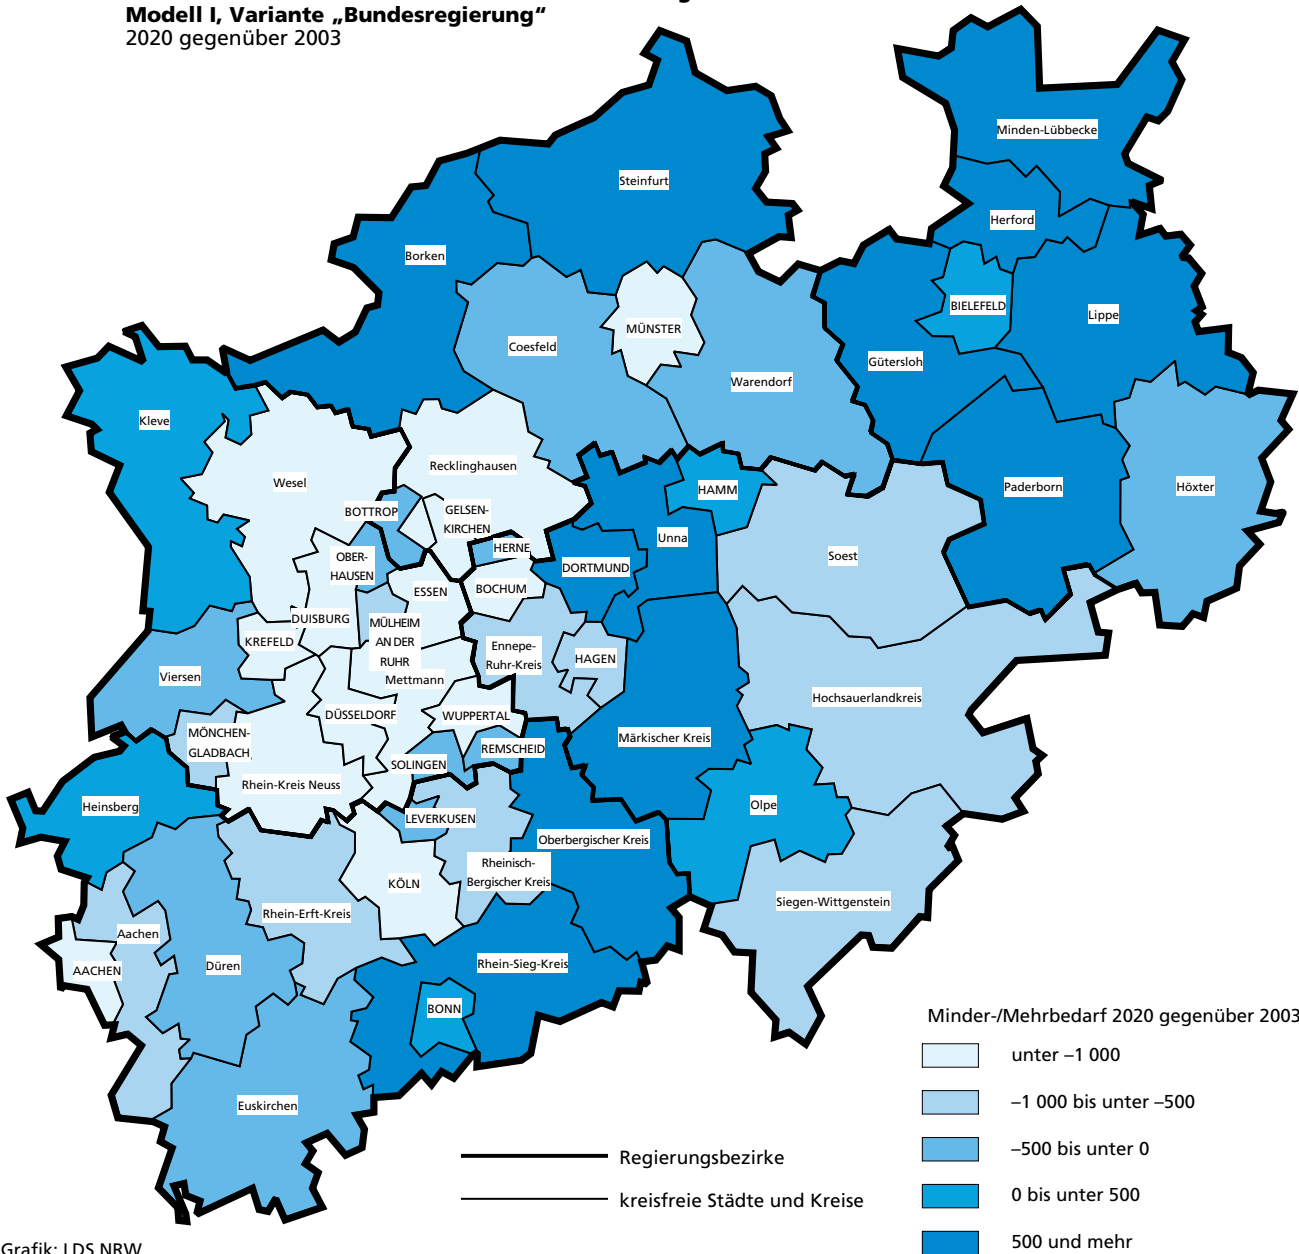 Modell I, Variante „Bundesregierung“
2020 gegenüber 2003
Minden-Lübbecke
Steinfurt
Herford
Borken
BIELEFELD
Lippe
MÜNSTER
Coesfeld
Gütersloh
Warendorf
Kleve
Recklinghausen
Wesel
HAMM
Paderborn
Höxter
BOTTROP
GELSEN-
KIRCHEN
Unna
HERNE
Soest
OBER-
HAUSEN
DORTMUND
ESSEN
BOCHUM
DUISBURG
MÜLHEIM
AN DER
RUHR
KREFELD
Ennepe-
Ruhr-Kreis
HAGEN
Viersen
Mettmann
Hochsauerlandkreis
DÜSSELDORF
WUPPERTAL
MÖNCHEN-
GLADBACH
Märkischer Kreis
REMSCHEID
SOLINGEN
Rhein-Kreis Neuss
Heinsberg
Olpe
LEVERKUSEN
Oberbergischer Kreis
Rheinisch-
Bergischer Kreis
KÖLN
Siegen-Wittgenstein
Rhein-Erft-Kreis
Aachen
AACHEN
Düren
Rhein-Sieg-Kreis
BONN
Euskirchen
Minder-/Mehrbedarf 2020 gegenüber 2003
unter –1 000
–1 000 bis unter –500
–500 bis unter 0
0 bis unter 500
500 und mehr
Regierungsbezirke
kreisfreie Städte und Kreise
Grafik: LDS NRW